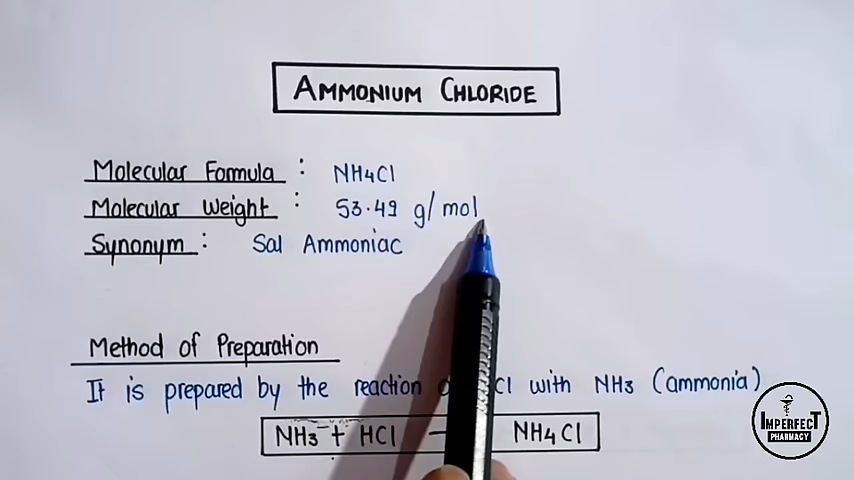 AMMONIUM CHLORIDE
Molecular Formula : NH4Cl
Molecular Weight : 53.49 g/mol
Synonym : Sal Ammoniac
Method of Preparation
It is prepared by the reaction Cl with NH3 (ammonia)
NH3 + HCl NH4Cl
IMPERFECT
PHARMACY